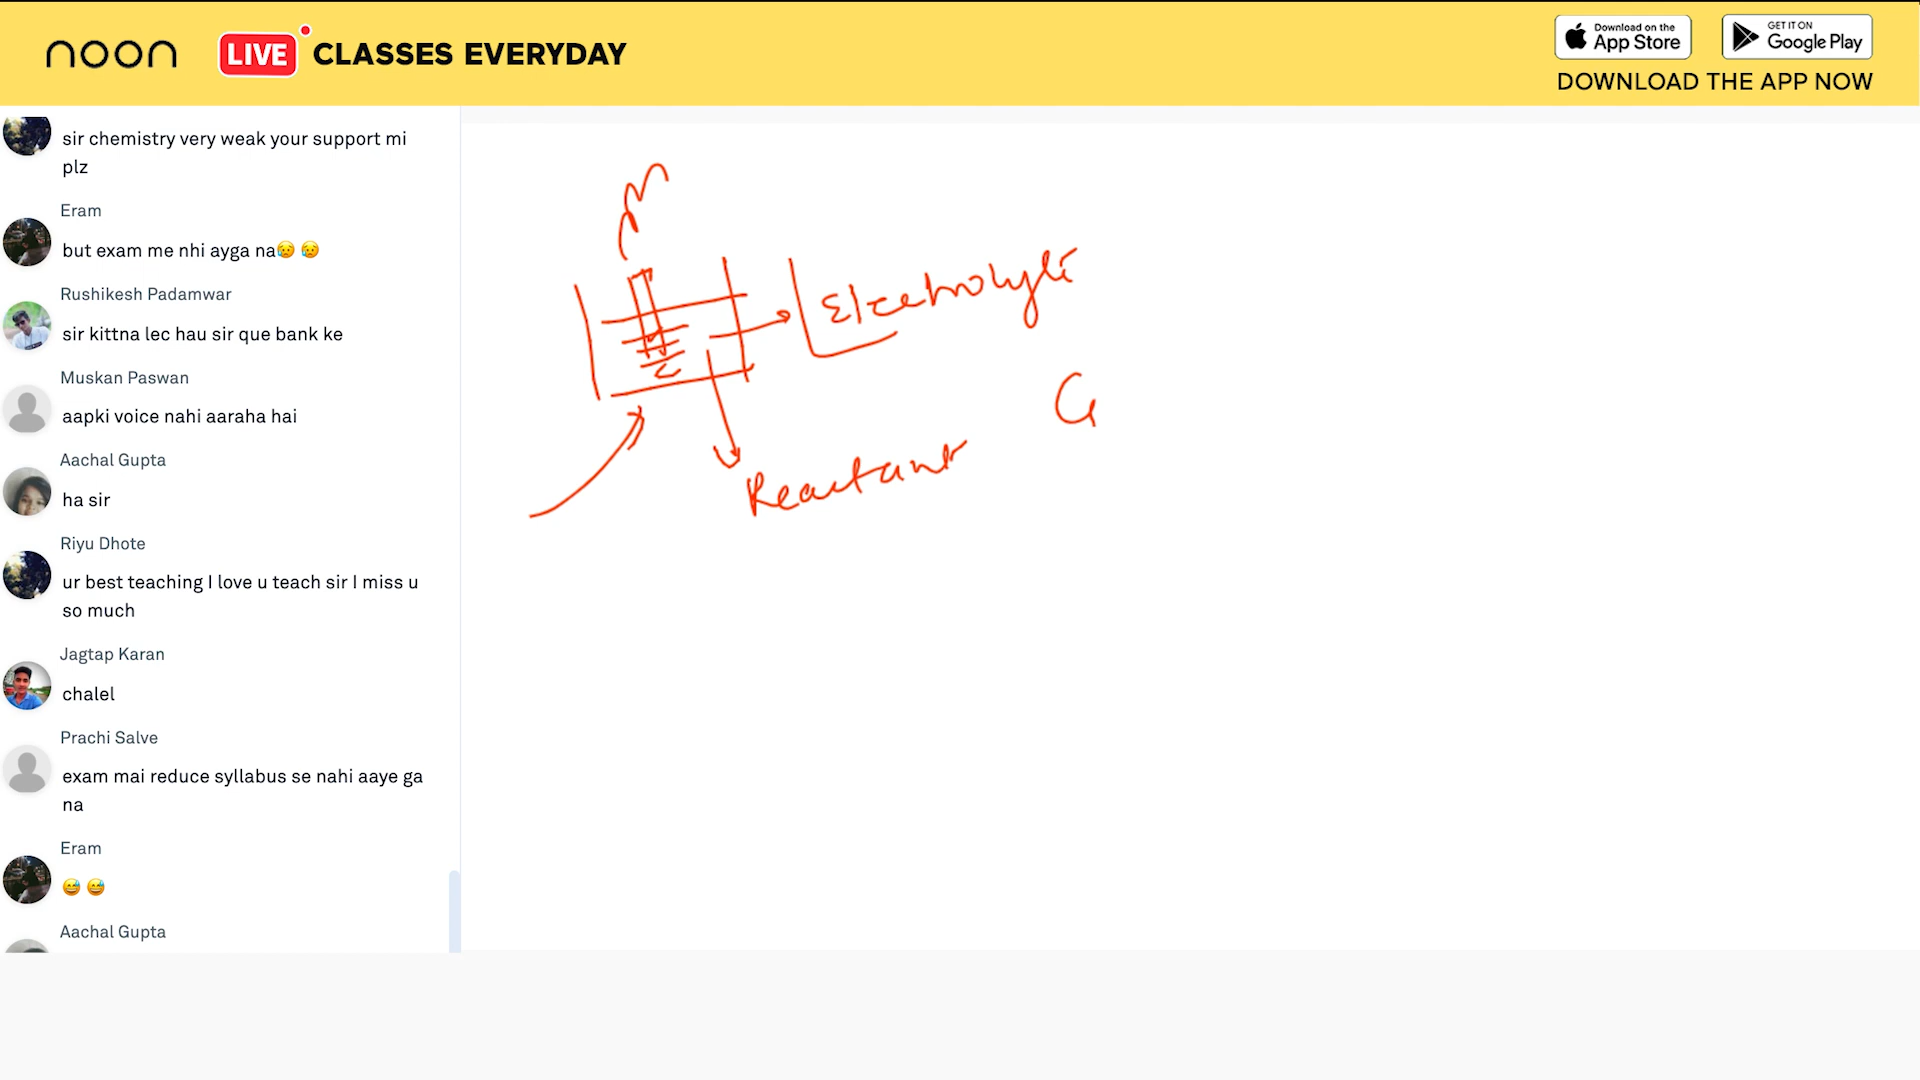 noon LIVE CLASSES EVERYDAY
Download on the App Store
GET IT ON Google Play
DOWNLOAD THE APP NOW
sir chemistry very weak your support mi
plz
Eram
but exam me nhi ayga na😥 😥
Rushikesh Padamwar
sir kittna lec hau sir que bank ke
Muskan Paswan
aapki voice nahi aaraha hai
Aachal Gupta
ha sir
Riyu Dhote
ur best teaching I love u teach sir I miss u
so much
Jagtap Karan
chalel
Prachi Salve
exam mai reduce syllabus se nahi aaye ga
na
Eram
😅 😅
Aachal Gupta
Electrolyte
Reactant
G